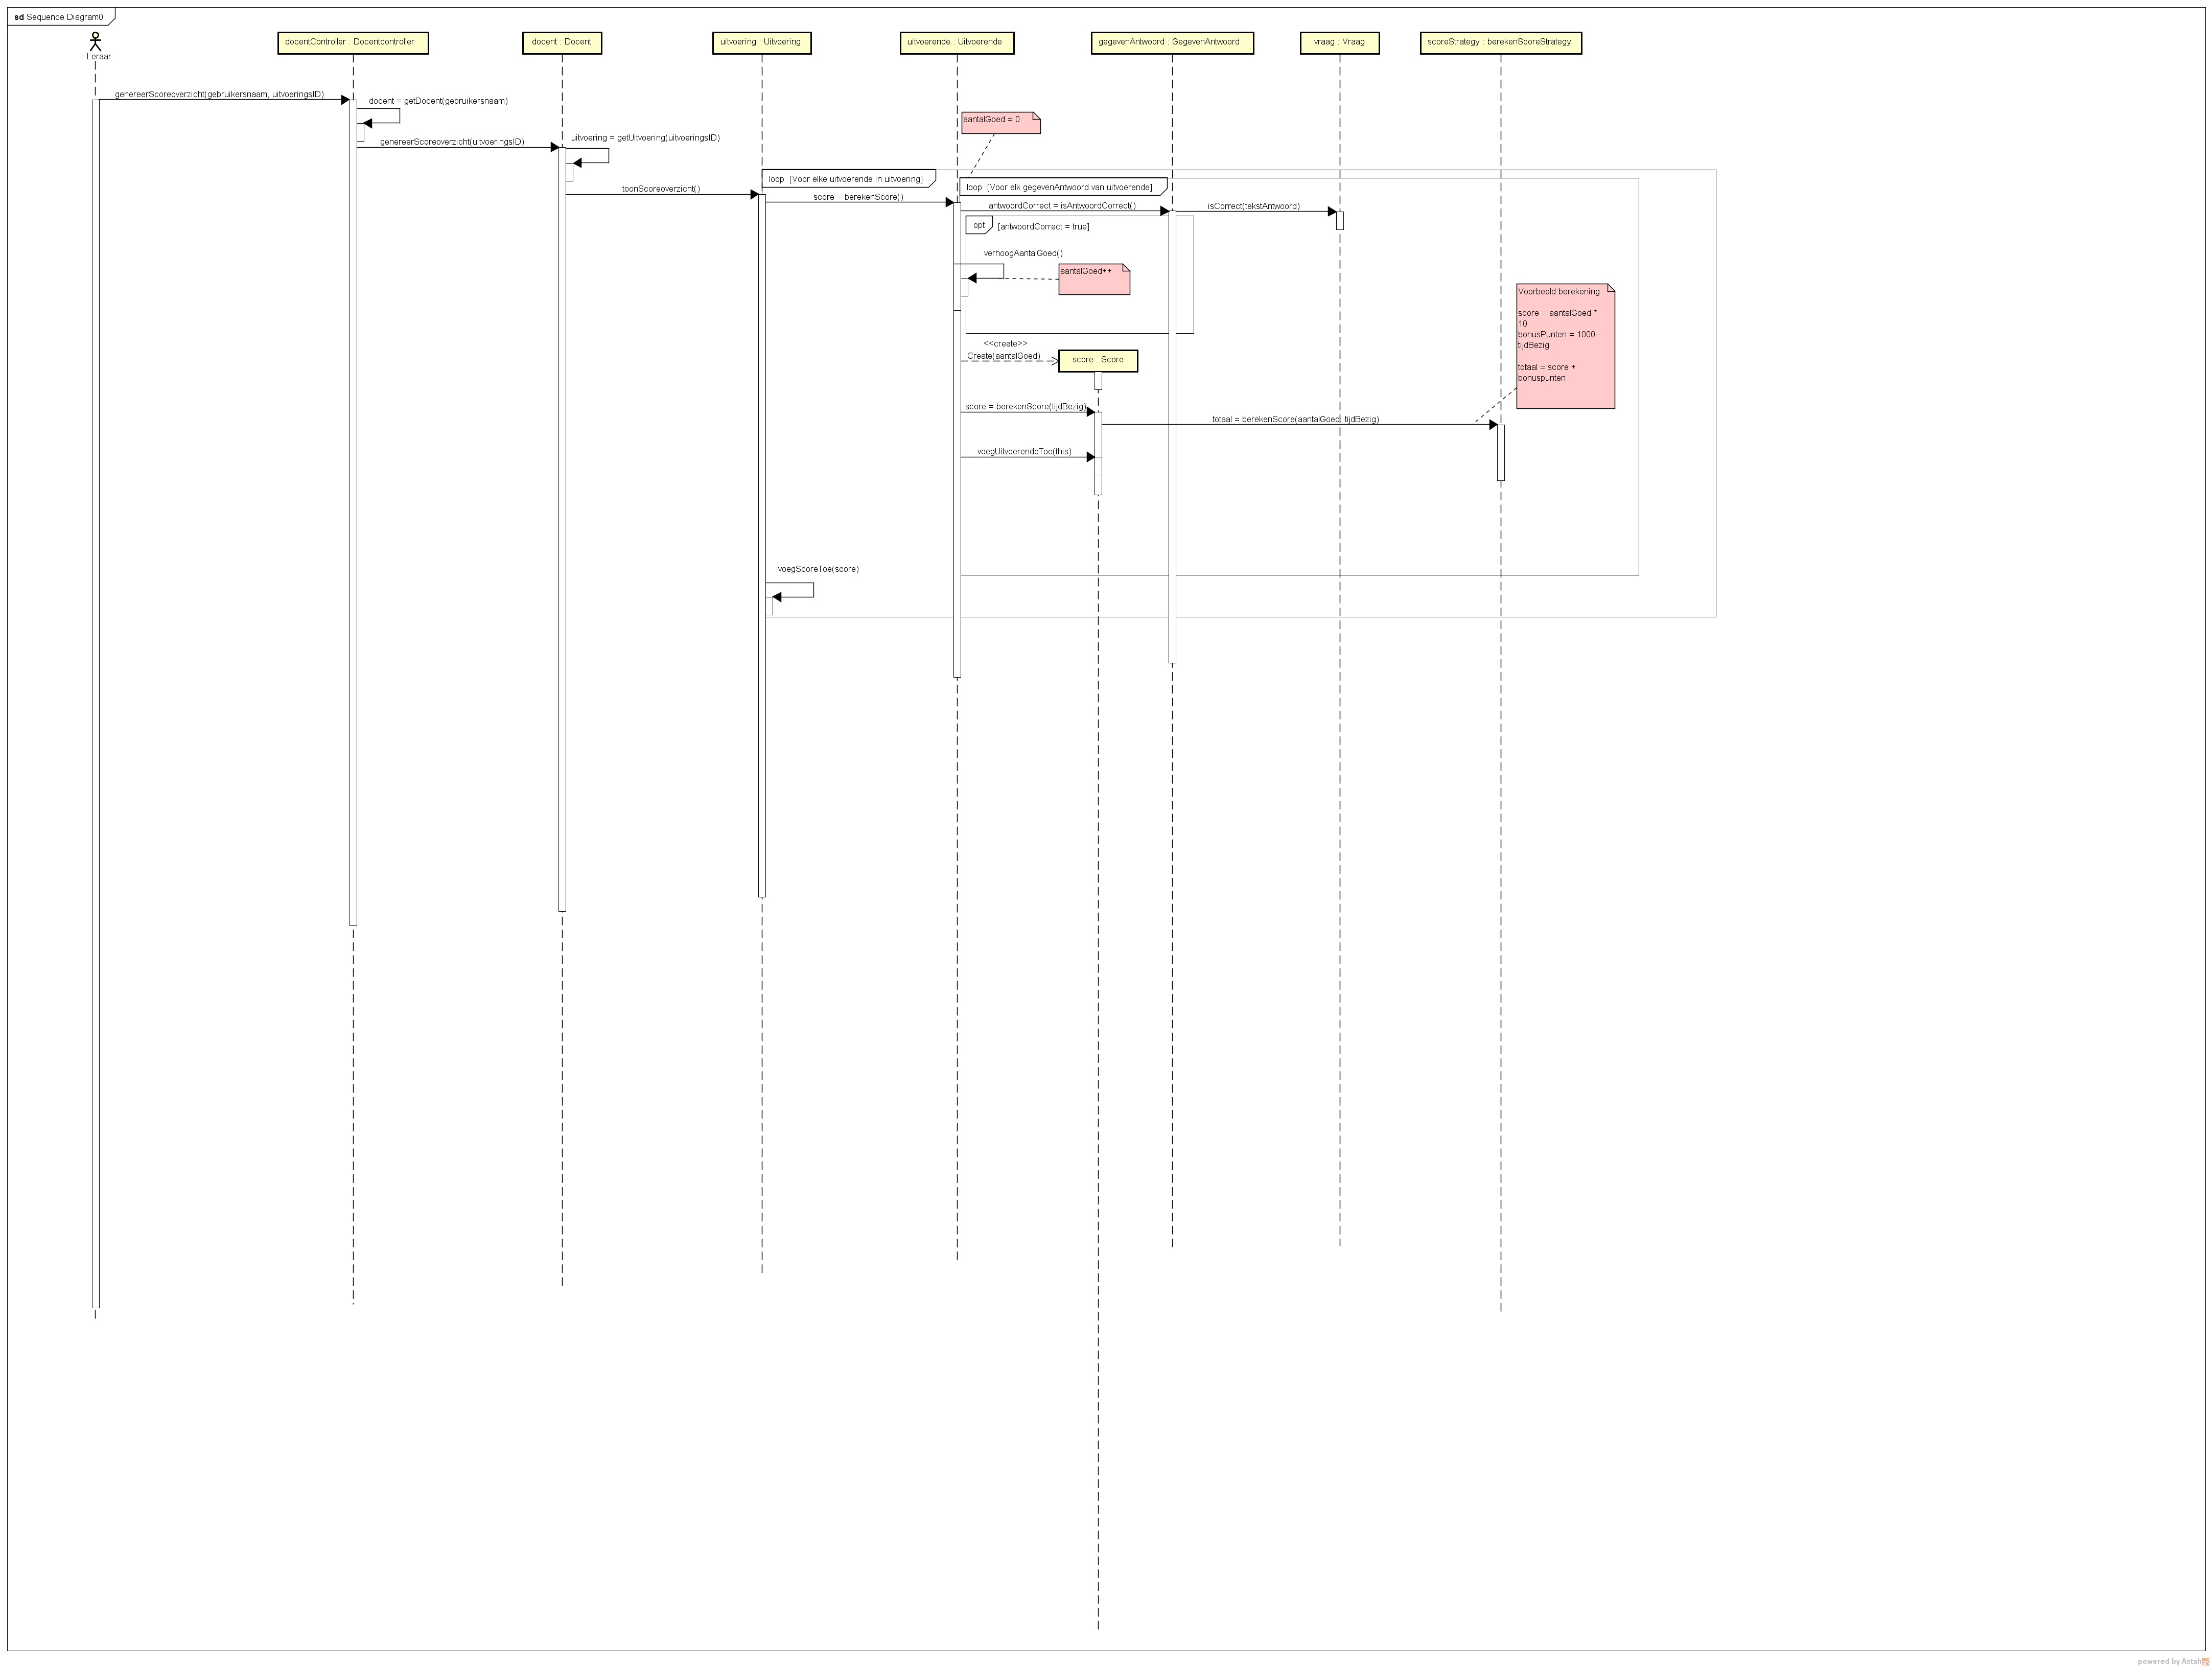 sd Sequence Diagram0
: Leraar
docentController : Docentcontroller
docent : Docent
uitvoering : Uitvoering
uitvoerende : Uitvoerende
gegevenAntwoord : GegevenAntwoord
vraag : Vraag
scoreStrategy : berekenScoreStrategy
genereerScoreoverzicht(gebruikersnaam, uitvoeringsID)
docent = getDocent(gebruikersnaam)
aantalGoed = 0
genereerScoreoverzicht(uitvoeringsID)
uitvoering = getUitvoering(uitvoeringsID)
loop [Voor elke uitvoerende in uitvoering]
loop [Voor elk gegevenAntwoord van uitvoerende]
toonScoreoverzicht()
score = berekenScore()
antwoordCorrect = isAntwoordCorrect()
isCorrect(tekstAntwoord)
opt [antwoordCorrect = true]
verhoogAantalGoed()
aantalGoed++
Voorbeeld berekening
score = aantalGoed *
10
bonusPunten = 1000 -
tijdBezig
totaal = score +
bonuspunten
<<create>>
Create(aantalGoed)
score : Score
score = berekenScore(tijdBezig)
totaal = berekenScore(aantalGoed, tijdBezig)
voegUitvoerendeToe(this)
voegScoreToe(score)
powered by Astah